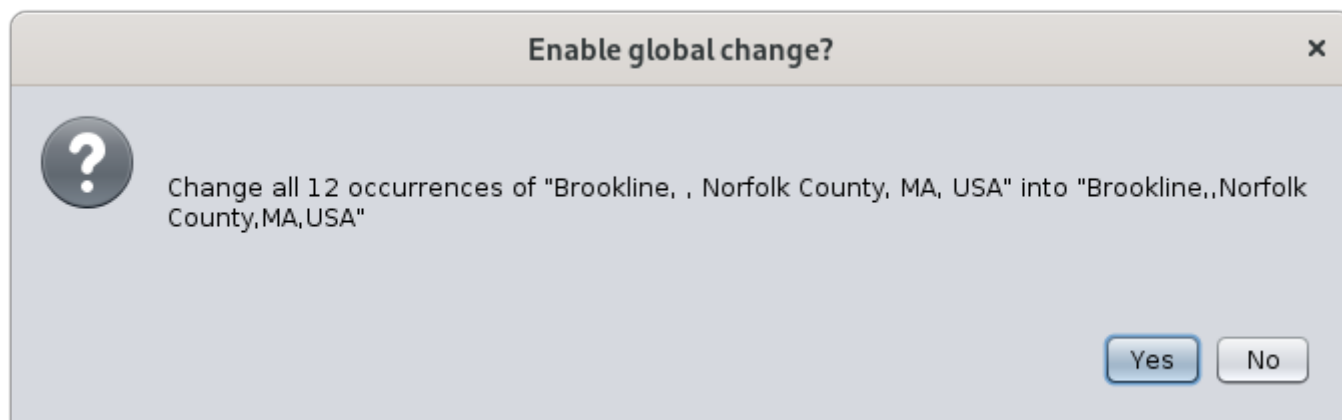 Enable global change?
Change all 12 occurrences of "Brookline, , Norfolk County, MA, USA" into "Brookline,,Norfolk
County,MA,USA"
Yes No